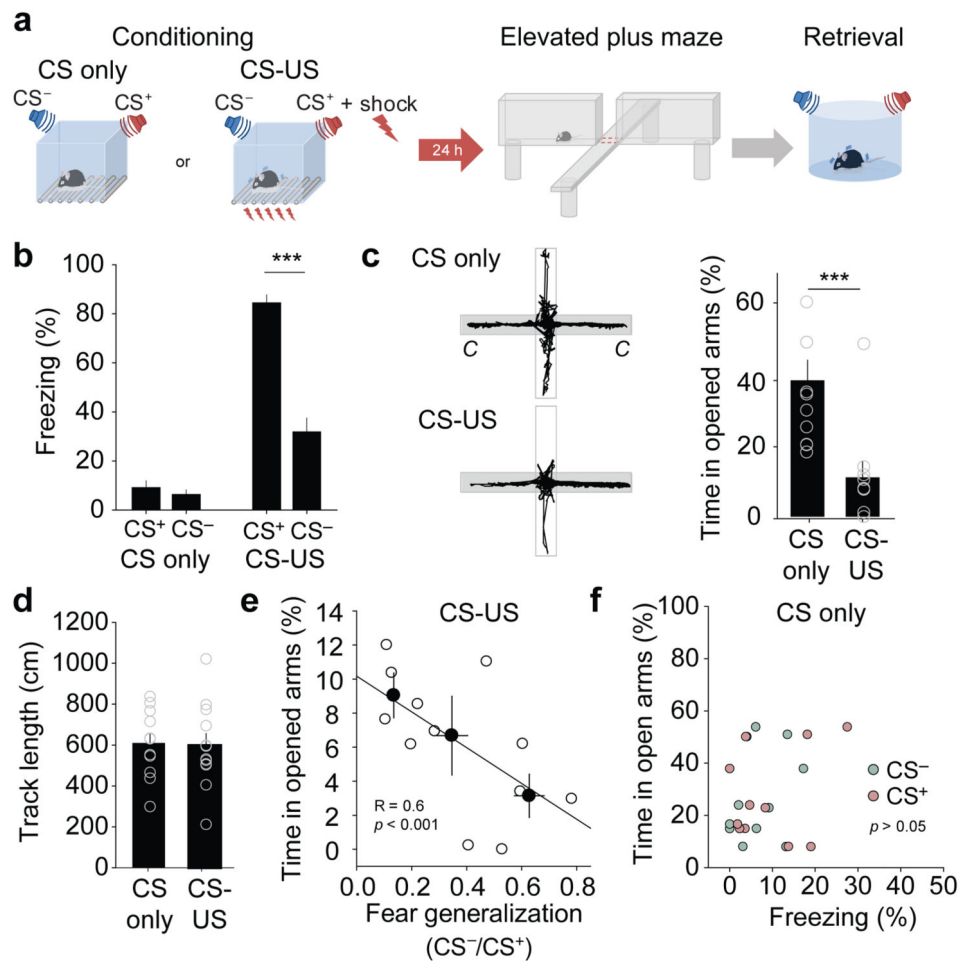 a
Conditioning
Elevated plus maze
Retrieval
CS only
CS-US
CS⁻
CS⁺
CS⁻
CS⁺ + shock
or
24 h
b
Freezing (%)
100
80
60
40
20
0
***
CS⁺ CS⁻
CS⁺ CS⁻
CS only
CS-US
c
CS only
C
C
CS-US
Time in opened arms (%)
60
40
20
0
***
CS only
CS-US
d
Track length (cm)
1200
1000
800
600
400
200
0
CS only
CS-US
e
CS-US
Time in opened arms (%)
14
12
10
8
6
4
2
0
R = 0.6
p < 0.001
0.0 0.2 0.4 0.6 0.8
Fear generalization
(CS⁻/CS⁺)
f
CS only
Time in open arms (%)
100
80
60
40
20
0
CS⁻
CS⁺
p > 0.05
0 10 20 30 40 50
Freezing (%)